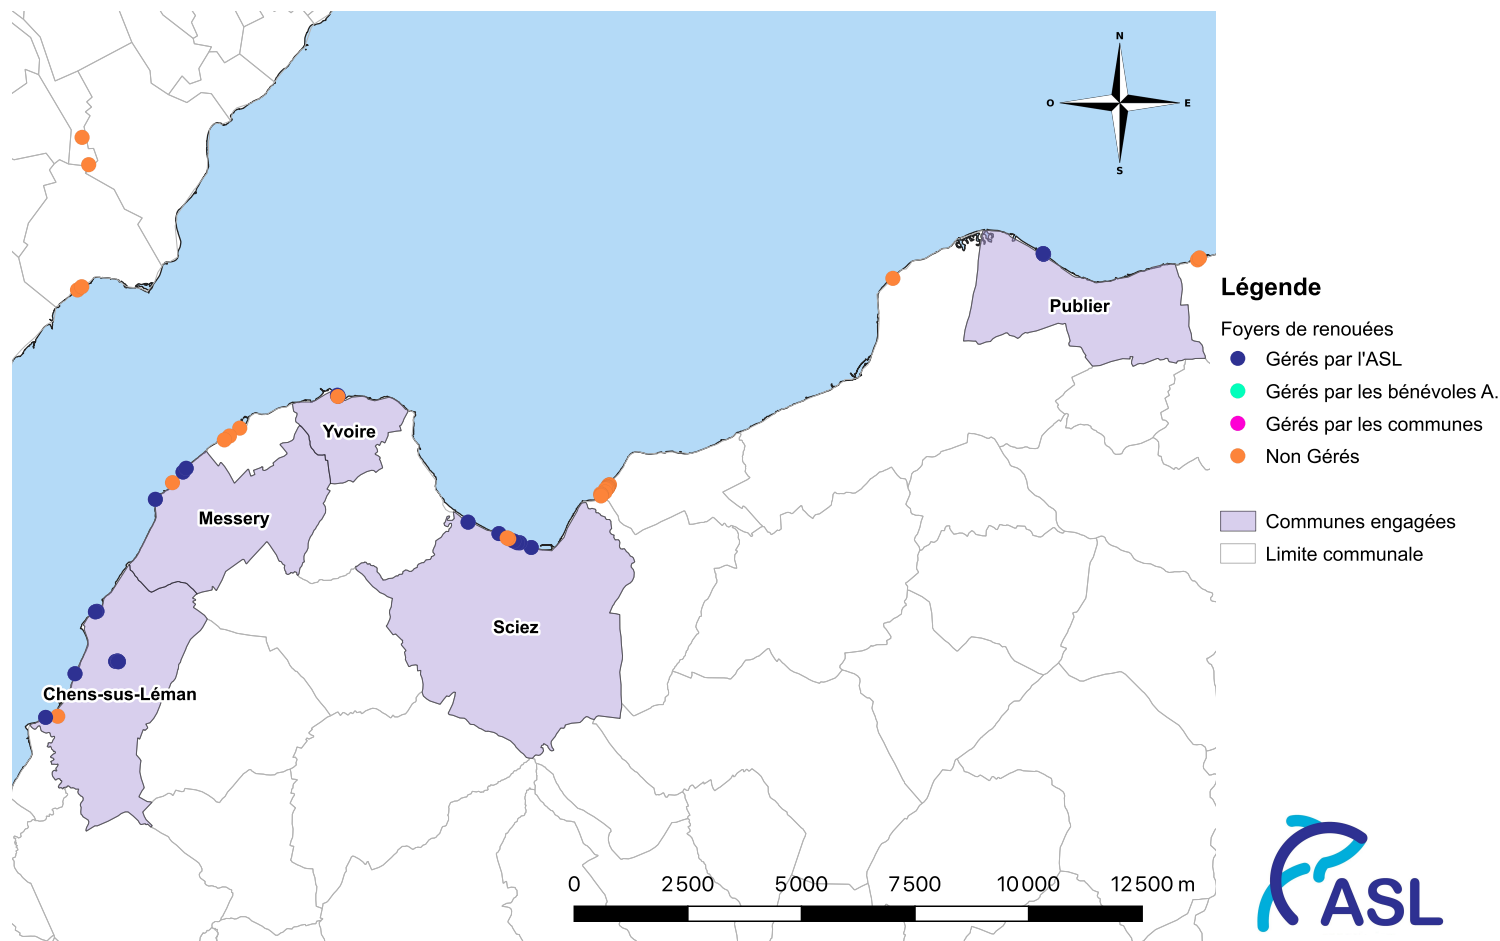 N
O
E
S
Publier
Yvoire
Messery
Sciez
Chens-sus-Léman
Légende
Foyers de renouées
Gérés par l'ASL
Gérés par les bénévoles A.
Gérés par les communes
Non Gérés
Communes engagées
Limite communale
0 2500 5000 7500 10000 12500 m
ASL